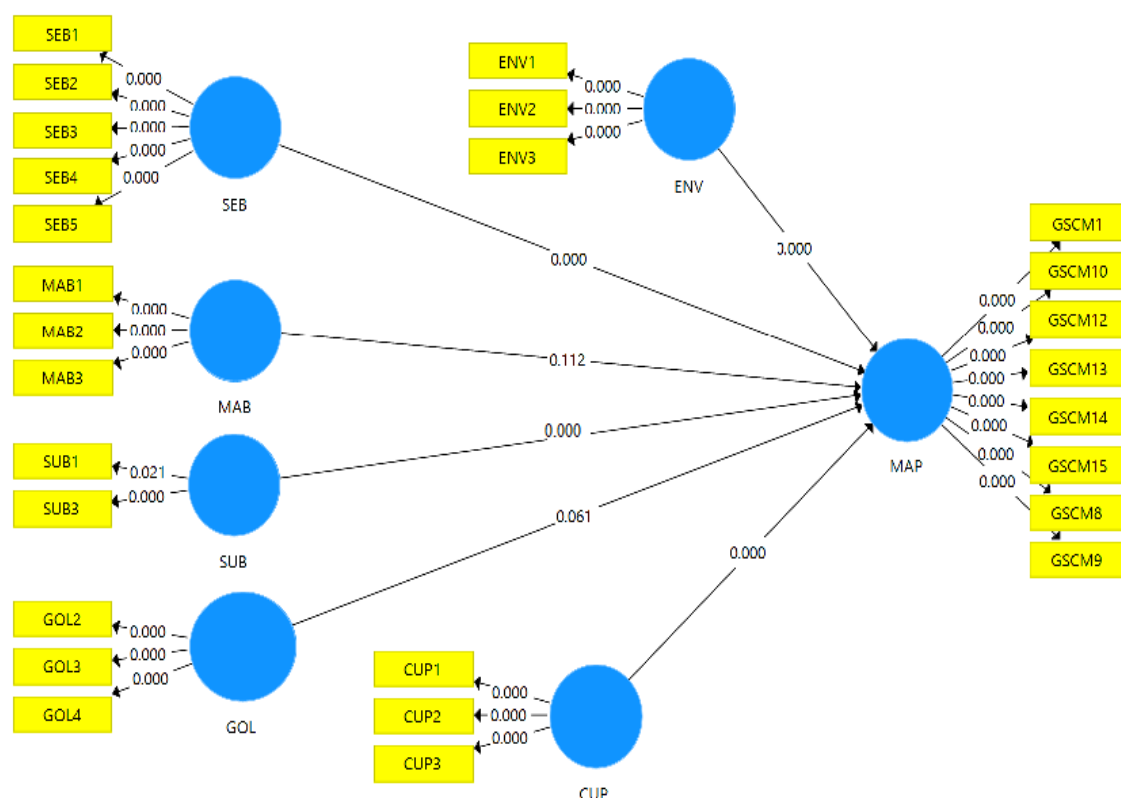 SEB1
SEB2
SEB3
SEB4
SEB5
0.000
0.000
0.000
0.000
0.000
SEB
ENV1
ENV2
ENV3
0.000
0.000
0.000
ENV
MAB1
MAB2
MAB3
0.000
0.000
0.000
MAB
SUB1
SUB3
0.021
0.000
SUB
GOL2
GOL3
GOL4
0.000
0.000
0.000
GOL
CUP1
CUP2
CUP3
0.000
0.000
0.000
CUP
0.000
0.000
0.112
0.000
0.061
0.000
MAP
0.000
0.000
0.000
0.000
0.000
0.000
0.000
0.000
GSCM1
GSCM10
GSCM12
GSCM13
GSCM14
GSCM15
GSCM8
GSCM9